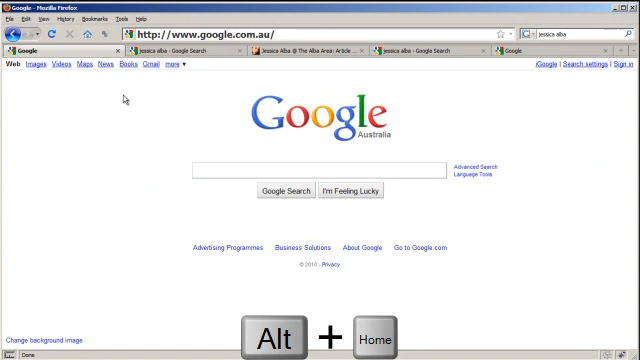 Google - Mozilla Firefox
File Edit View History Bookmarks Tools Help
http://www.google.com.au/
jessica alba
Google
jessica alba - Google Search
Jessica Alba @ The Alba Area: Article ...
jessica alba - Google Search
Google
Web Images Videos Maps News Books Gmail more ▼
iGoogle | Search settings | Sign in
Google
Australia
Advanced Search
Language Tools
Google Search
I'm Feeling Lucky
Advertising Programmes Business Solutions About Google Go to Google.com
© 2010 - Privacy
Change background image
Alt + Home
Done